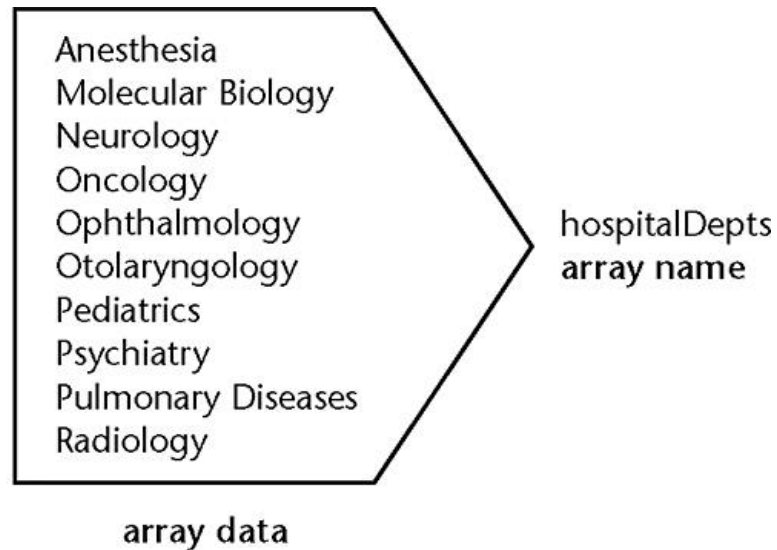 Anesthesia
Molecular Biology
Neurology
Oncology
Ophthalmology
Otolaryngology
Pediatrics
Psychiatry
Pulmonary Diseases
Radiology
hospitalDepts
array name
array data